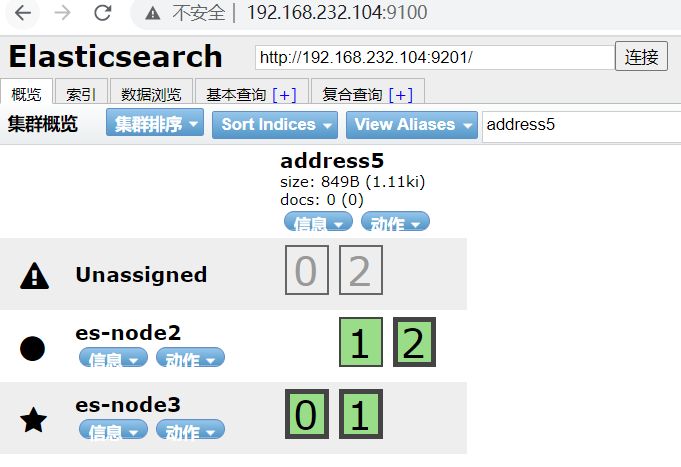 不安全 | 192.168.232.104:9100
Elasticsearch http://192.168.232.104:9201/ 连接
概览 索引 数据浏览 基本查询 [+] 复合查询 [+]
集群概览 集群排序 Sort Indices View Aliases address5
address5
size: 849B (1.11ki)
docs: 0 (0)
信息 动作
Unassigned 0 2
es-node2 1 2
信息 动作
es-node3 0 1
信息 动作